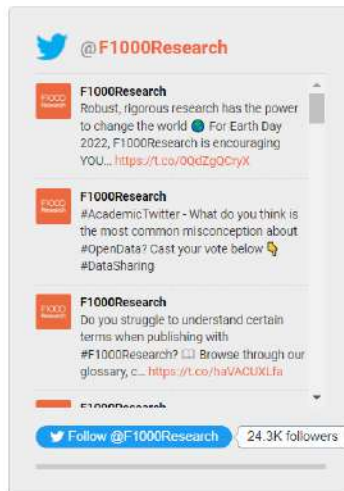 @F1000Research
F1000Research
Robust, rigorous research has the power
to change the world 🌍 For Earth Day
2022, F1000Research is encouraging
YOU... https://t.co/0QdZgQCryX
F1000Research
#AcademicTwitter - What do you think is
the most common misconception about
#OpenData? Cast your vote below 👇
#DataSharing
F1000Research
Do you struggle to understand certain
terms when publishing with
#F1000Research? 📖 Browse through our
glossary, c... https://t.co/haVACUXLfa
F1000Research
Follow @F1000Research 24.3K followers